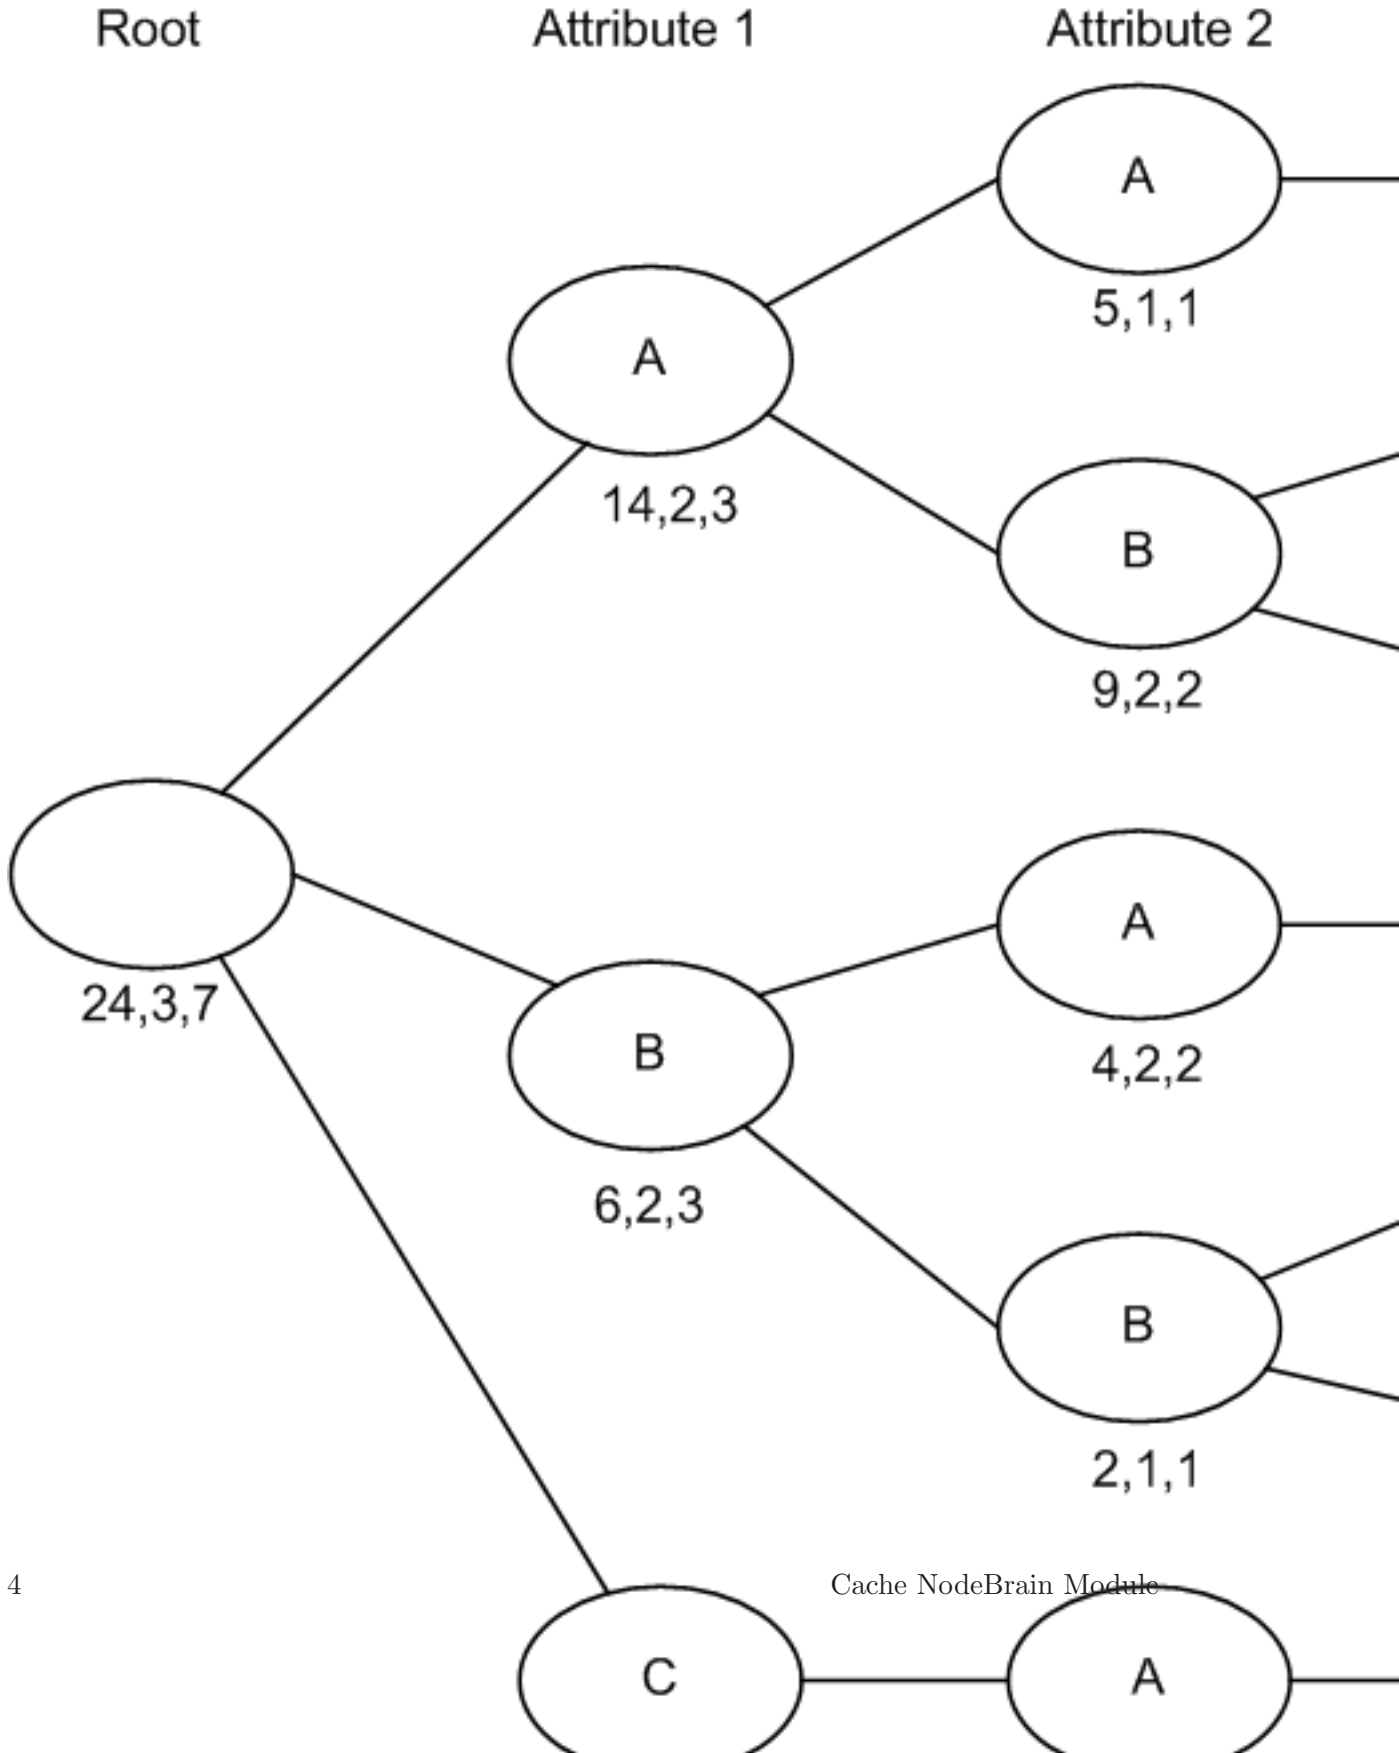 Root Attribute 1 Attribute 2
A
5,1,1
A
14,2,3
B
9,2,2
24,3,7
A
4,2,2
B
6,2,3
B
2,1,1
4 Cache NodeBrain Module
C A